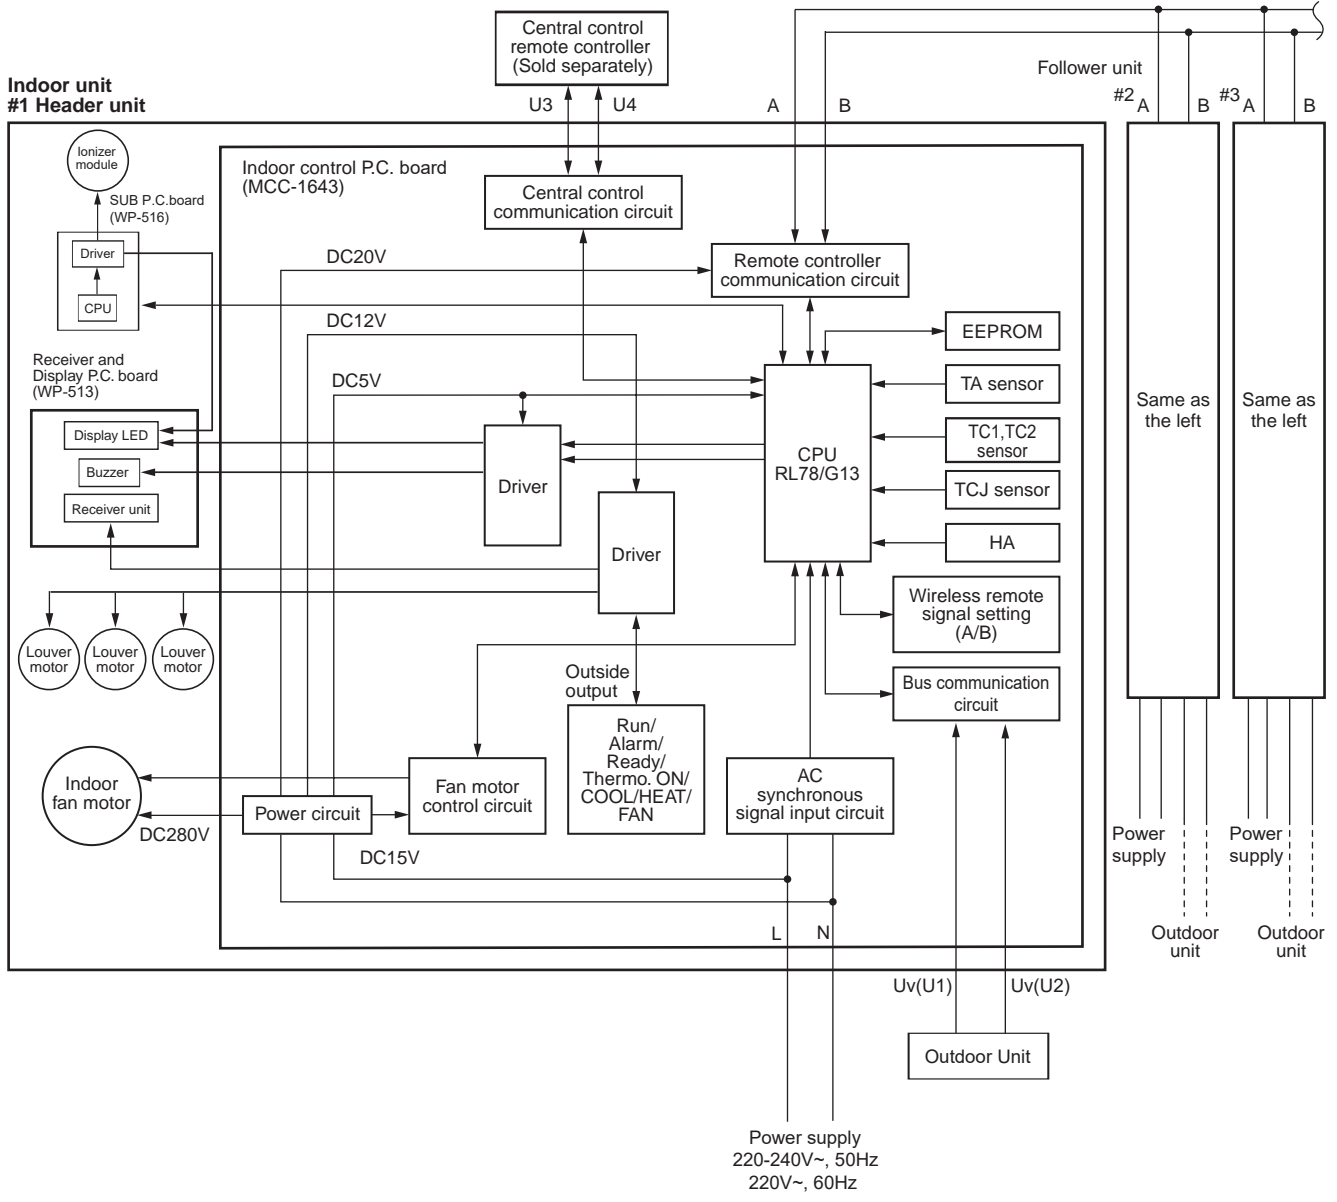 Central control
remote controller
(Sold separately)
Indoor unit
#1 Header unit
U3
U4
A
B
Follower unit
#2
A
B
#3
A
B
Ionizer
module
SUB P.C.board
(WP-516)
Driver
CPU
Indoor control P.C. board
(MCC-1643)
Central control
communication circuit
DC20V
Remote controller
communication circuit
DC12V
EEPROM
Receiver and
Display P.C. board
(WP-513)
DC5V
TA sensor
Same as
the left
Same as
the left
Display LED
Buzzer
Receiver unit
Driver
CPU
RL78/G13
TC1,TC2
sensor
TCJ sensor
Driver
HA
Wireless remote
signal setting
(A/B)
Louver
motor
Louver
motor
Louver
motor
Outside
output
Bus communication
circuit
Run/
Alarm/
Ready/
Thermo. ON/
COOL/HEAT/
FAN
Indoor
fan motor
Fan motor
control circuit
AC
synchronous
signal input circuit
Power circuit
DC280V
DC15V
Power
supply
Power
supply
L
N
Outdoor
unit
Outdoor
unit
Uv(U1)
Uv(U2)
Outdoor Unit
Power supply
220-240V~, 50Hz
220V~, 60Hz